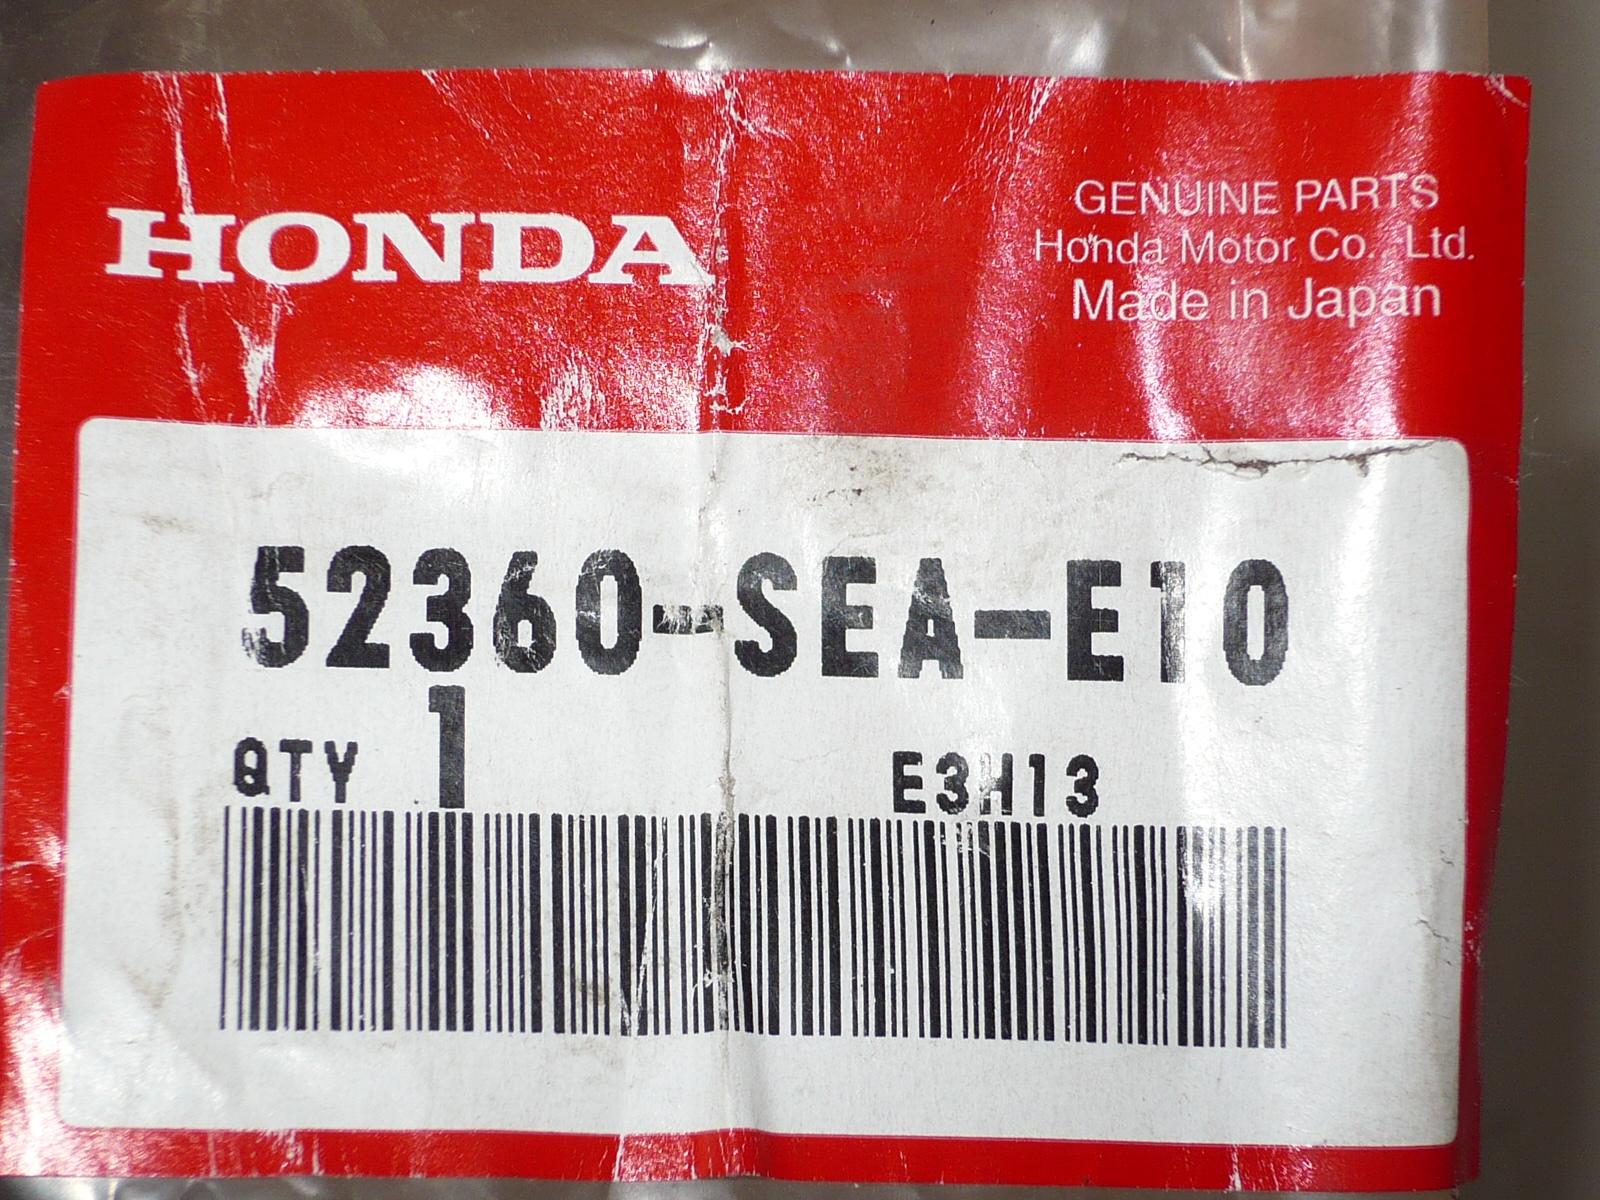 HONDA
GENUINE PARTS
Honda Motor Co., Ltd.
Made in Japan
52360-SEA-E10
QTY 1
E3H13